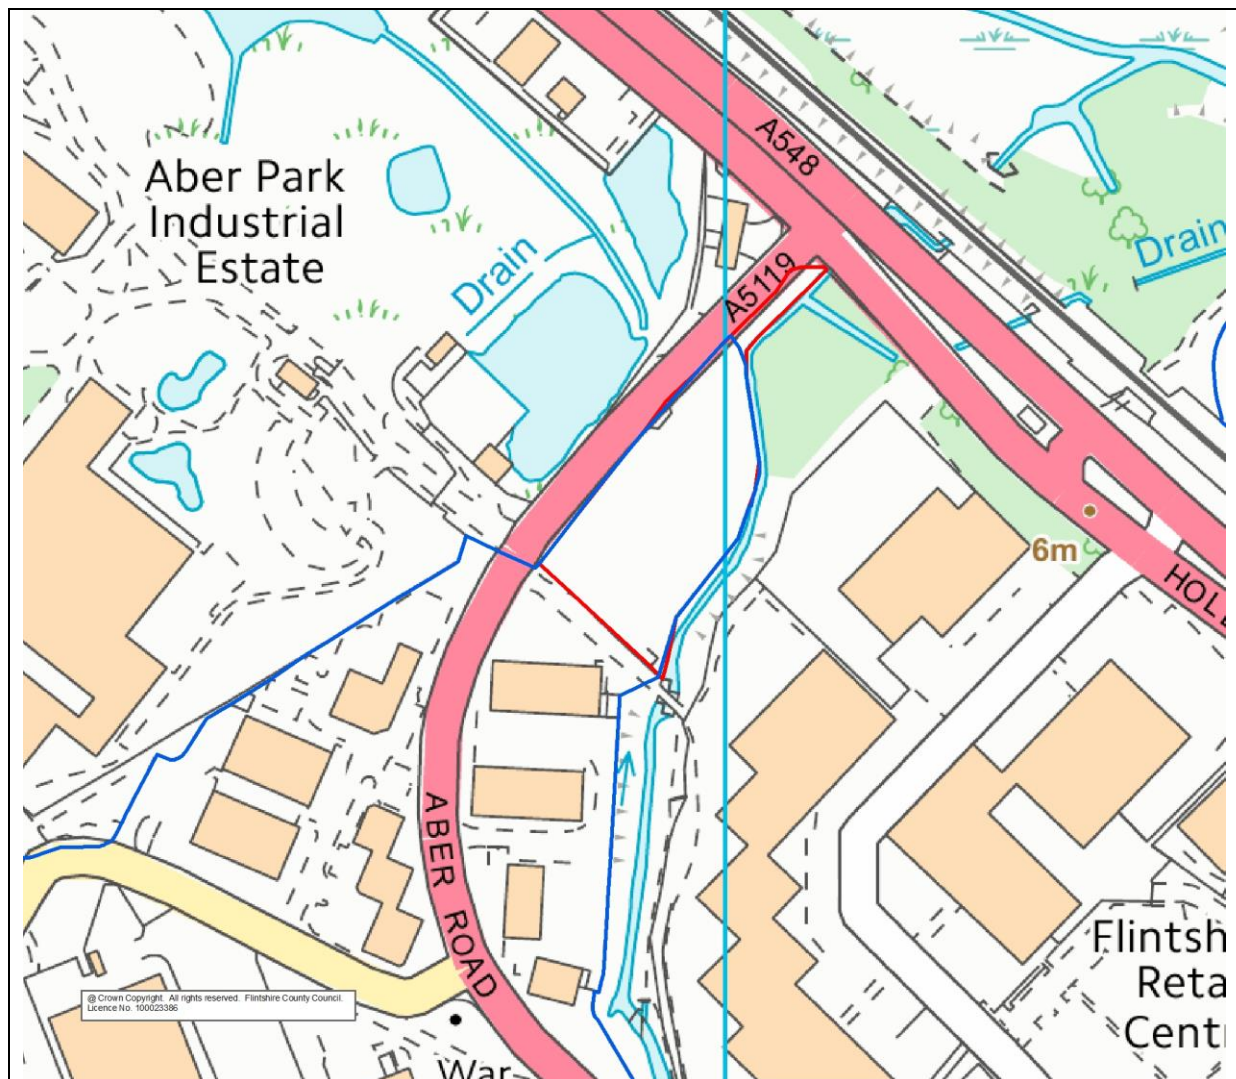 A548
Aber Park
Industrial
Estate
Drain
Drain
A5119
6m
HOL
ABER ROAD
Flintsh
Reta
Centr
@ Crown Copyright. All rights reserved. Flintshire County Council.
Licence No. 100023386
War